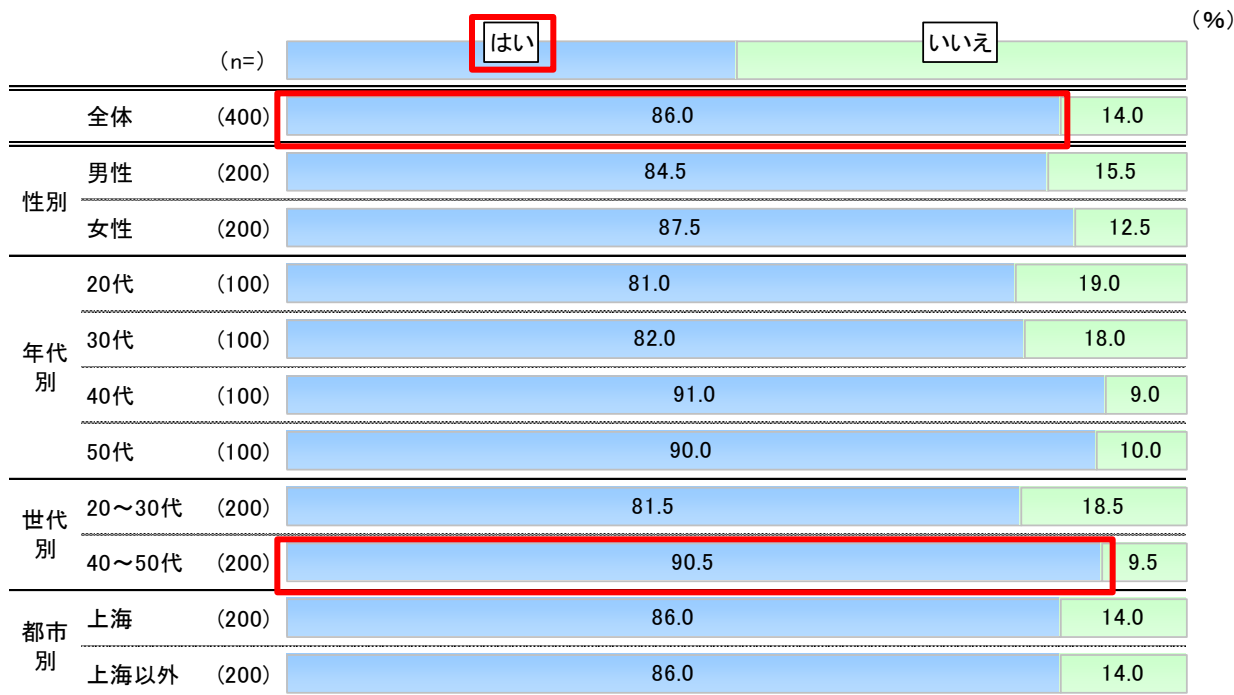 (%)
はい いいえ
(n=)
全体 (400) 86.0 14.0
性別
男性 (200) 84.5 15.5
女性 (200) 87.5 12.5
年代別
20代 (100) 81.0 19.0
30代 (100) 82.0 18.0
40代 (100) 91.0 9.0
50代 (100) 90.0 10.0
世代別
20～30代 (200) 81.5 18.5
40～50代 (200) 90.5 9.5
都市別
上海 (200) 86.0 14.0
上海以外 (200) 86.0 14.0